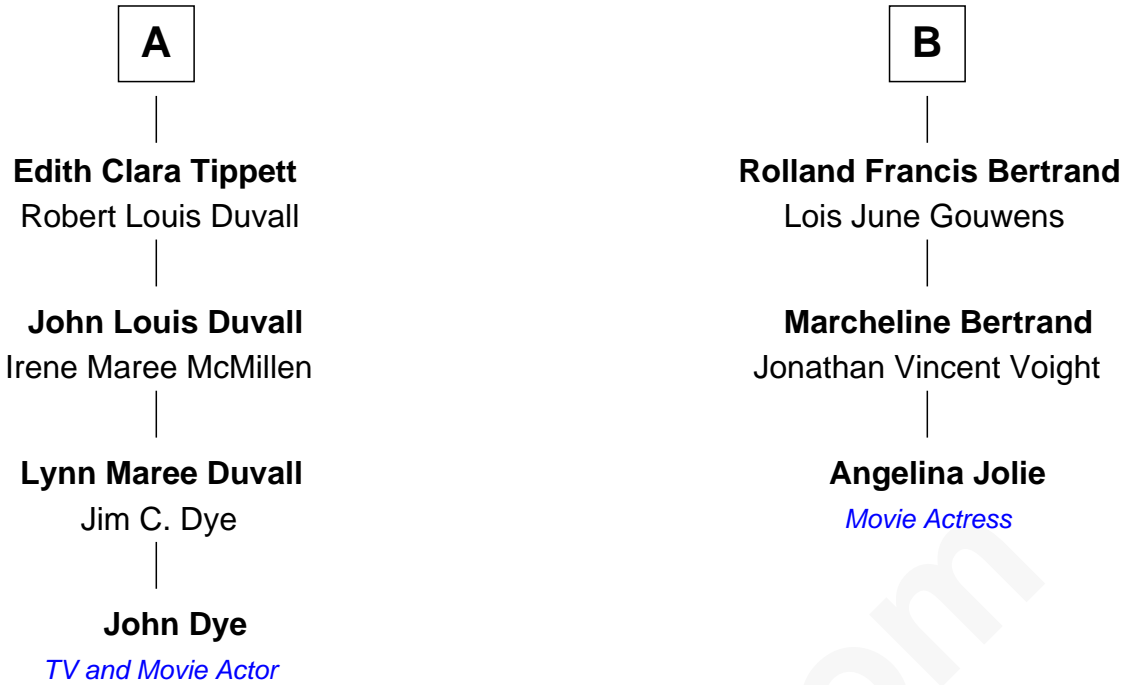 A
Edith Clara Tippett
Robert Louis Duvall
John Louis Duvall
Irene Maree McMillen
Lynn Maree Duvall
Jim C. Dye
John Dye
TV and Movie Actor
B
Rolland Francis Bertrand
Lois June Gouwens
Marcheline Bertrand
Jonathan Vincent Voight
Angelina Jolie
Movie Actress
om